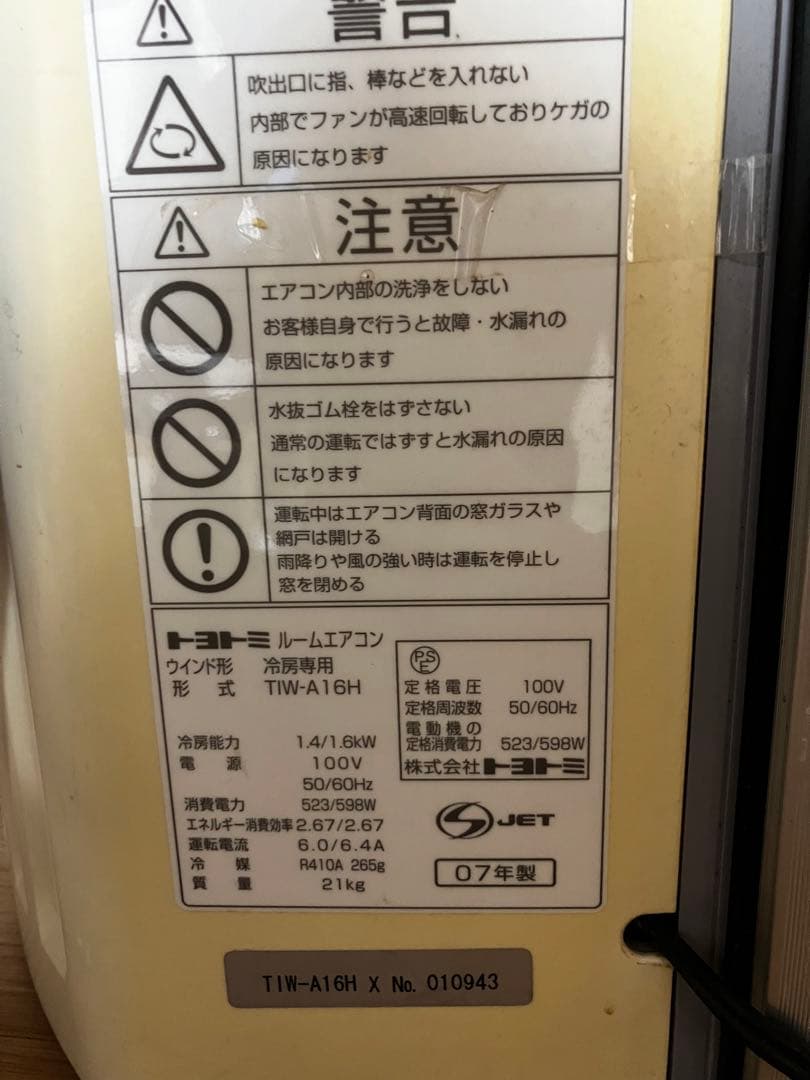 警告
吹出口に指、棒などを入れない
内部でファンが高速回転しておりケガの
原因になります
注意
エアコン内部の洗浄をしない
お客様自身で行うと故障・水漏れの
原因になります
水抜ゴム栓をはずさない
通常の運転ではずすと水漏れの原因
になります
運転中はエアコン背面の窓ガラスや
網戸は開ける
雨降りや風の強い時は運転を停止し
窓を閉める
トヨトミ ルームエアコン
ウインド形 冷房専用
形式 TIW-A16H
冷房能力 1.4/1.6kW
電源 100V
50/60Hz
消費電力 523/598W
エネルギー消費効率 2.67/2.67
運転電流 6.0/6.4A
冷媒 R410A 265g
質量 21kg
PSE
定格電圧 100V
定格周波数 50/60Hz
電動機の
定格消費電力 523/598W
株式会社トヨトミ
JET
07年製
TIW-A16H X No. 010943